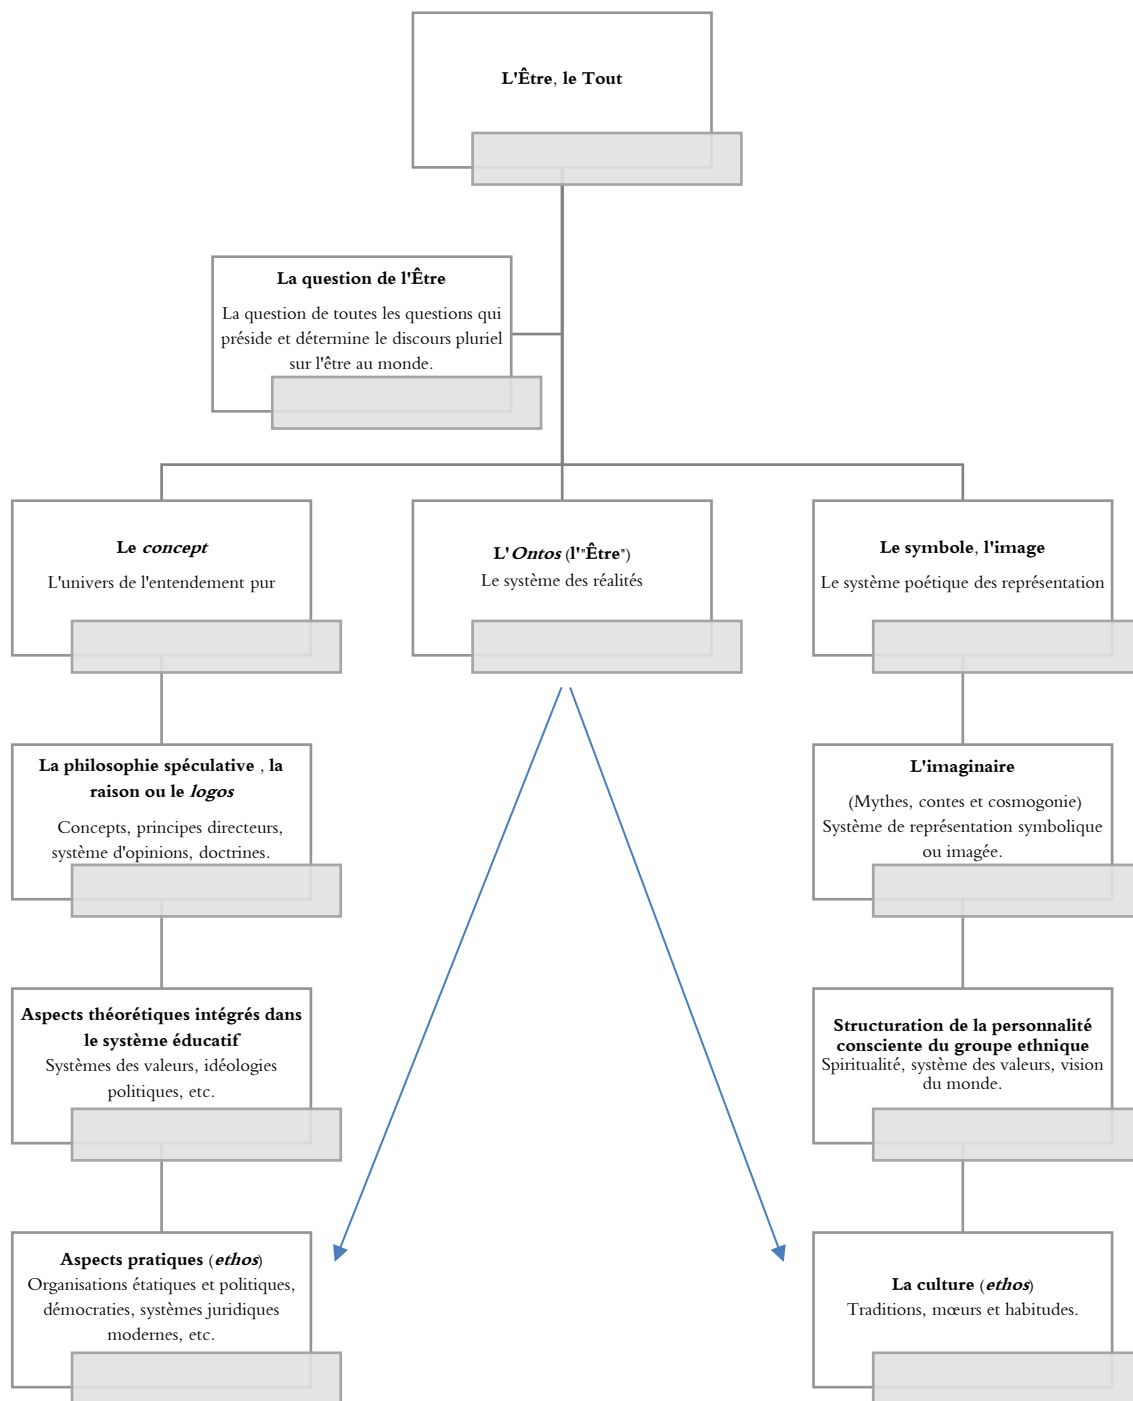 L'Être, le Tout
La question de l'Être
La question de toutes les questions qui
préside et détermine le discours pluriel
sur l'être au monde.
Le concept
L'univers de l'entendement pur
L'Ontos (l'"Être")
Le système des réalités
Le symbole, l'image
Le système poétique des représentation
La philosophie spéculative , la
raison ou le logos
Concepts, principes directeurs,
système d'opinions, doctrines.
L'imaginaire
(Mythes, contes et cosmogonie)
Système de représentation symbolique
ou imagée.
Aspects théorétiques intégrés dans
le système éducatif
Systèmes des valeurs, idéologies
politiques, etc.
Structuration de la personnalité
consciente du groupe ethnique
Spiritualité, système des valeurs, vision
du monde.
Aspects pratiques (ethos)
Organisations étatiques et politiques,
démocraties, systèmes juridiques
modernes, etc.
La culture (ethos)
Traditions, mœurs et habitudes.